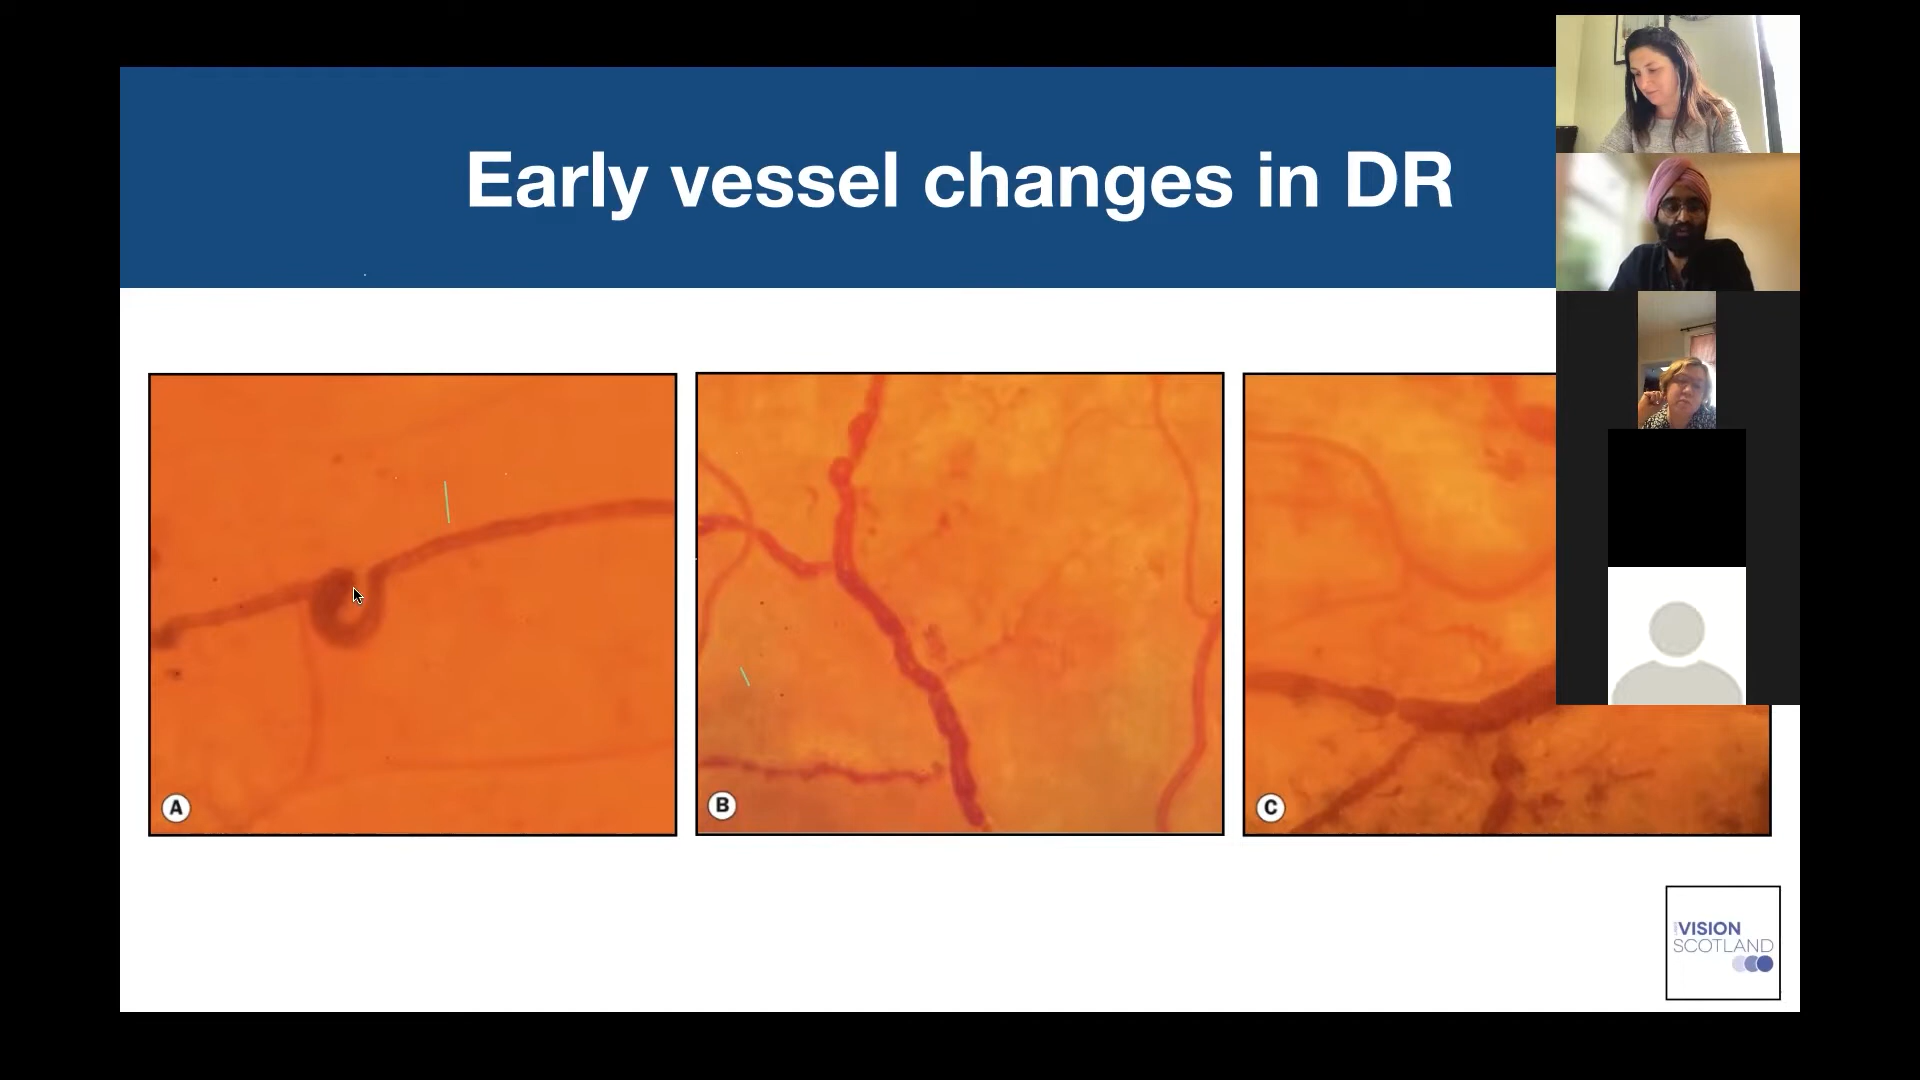 Early vessel changes in DR
A
B
C
VISION
SCOTLAND